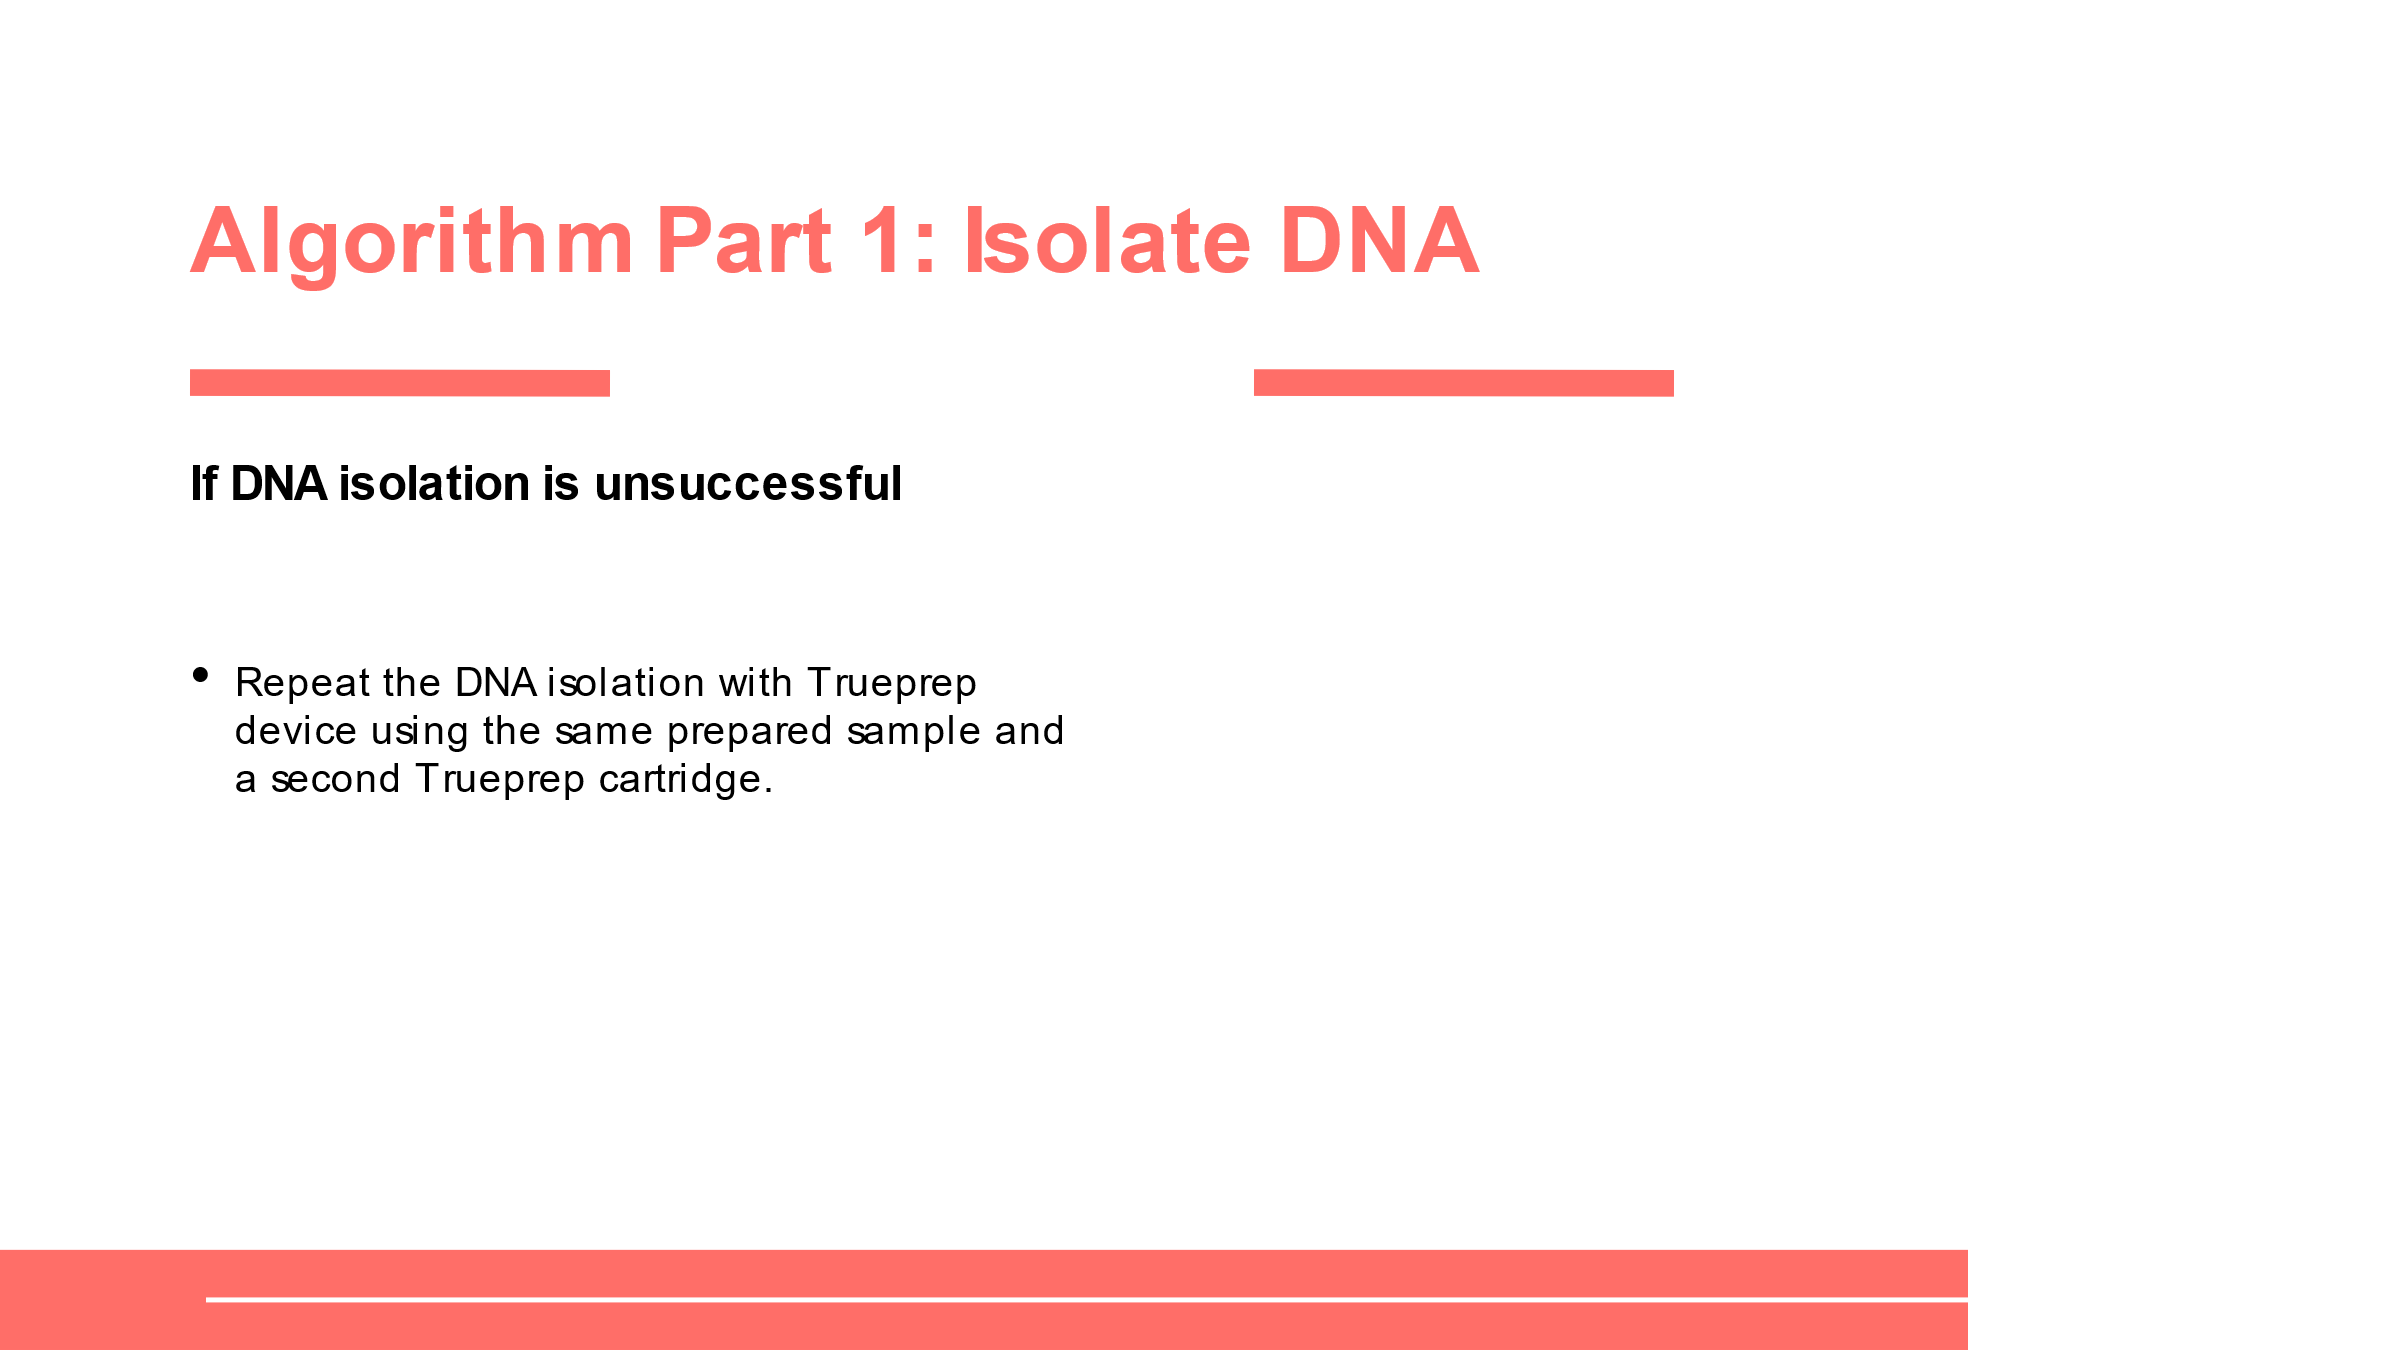 Algorithm Part 1: Isolate DNA
If DNA isolation is unsuccessful
• Repeat the DNA isolation with Trueprep
device using the same prepared sample and
a second Trueprep cartridge.